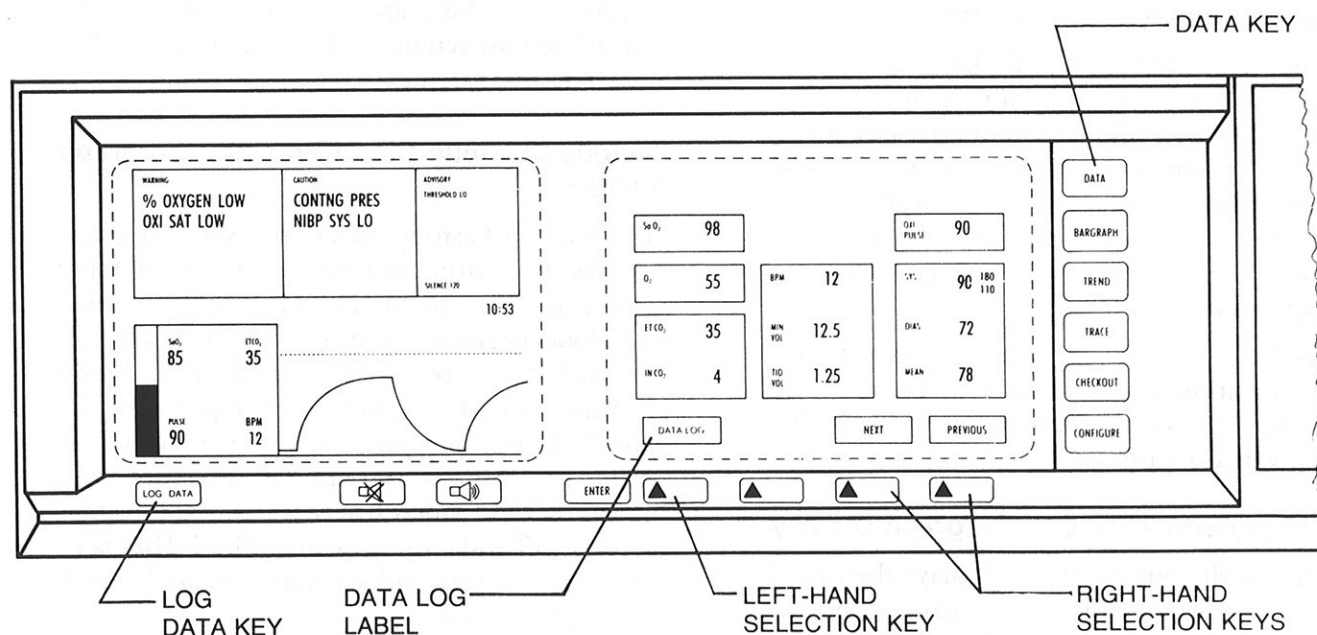 DATA KEY
WARNING
% OXYGEN LOW
OXI SAT LOW
CAUTION
CONTNG PRES
NIBP SYS LO
ADVISORY
THRESHOLD LO
SILENCE 120
10:53
SaO₂
85
ETCO₂
35
PULSE
90
BPM
12
SaO₂ 98
OXI
PULSE 90
O₂ 55
ETCO₂ 35
INCO₂ 4
BPM 12
MIN
VOL 12.5
TID
VOL 1.25
SYS 90 180
110
DIAS 72
MEAN 78
DATA LOG
NEXT
PREVIOUS
DATA
BARGRAPH
TREND
TRACE
CHECKOUT
CONFIGURE
LOG DATA
ENTER
LOG
DATA KEY
DATA LOG
LABEL
LEFT-HAND
SELECTION KEY
RIGHT-HAND
SELECTION KEYS